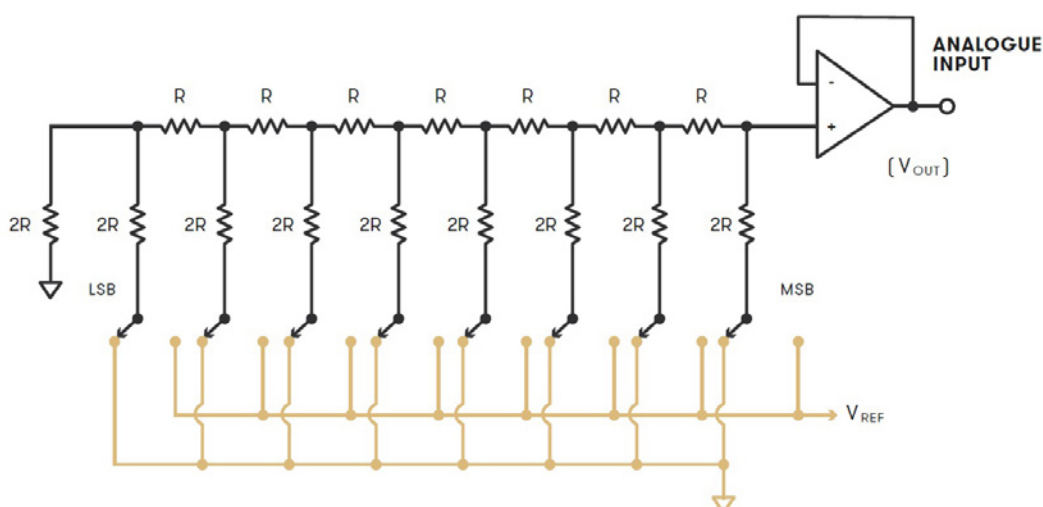 ANALOGUE
INPUT
R R R R R R R
-
+
(VOUT)
2R 2R 2R 2R 2R 2R 2R 2R 2R
LSB MSB
VREF